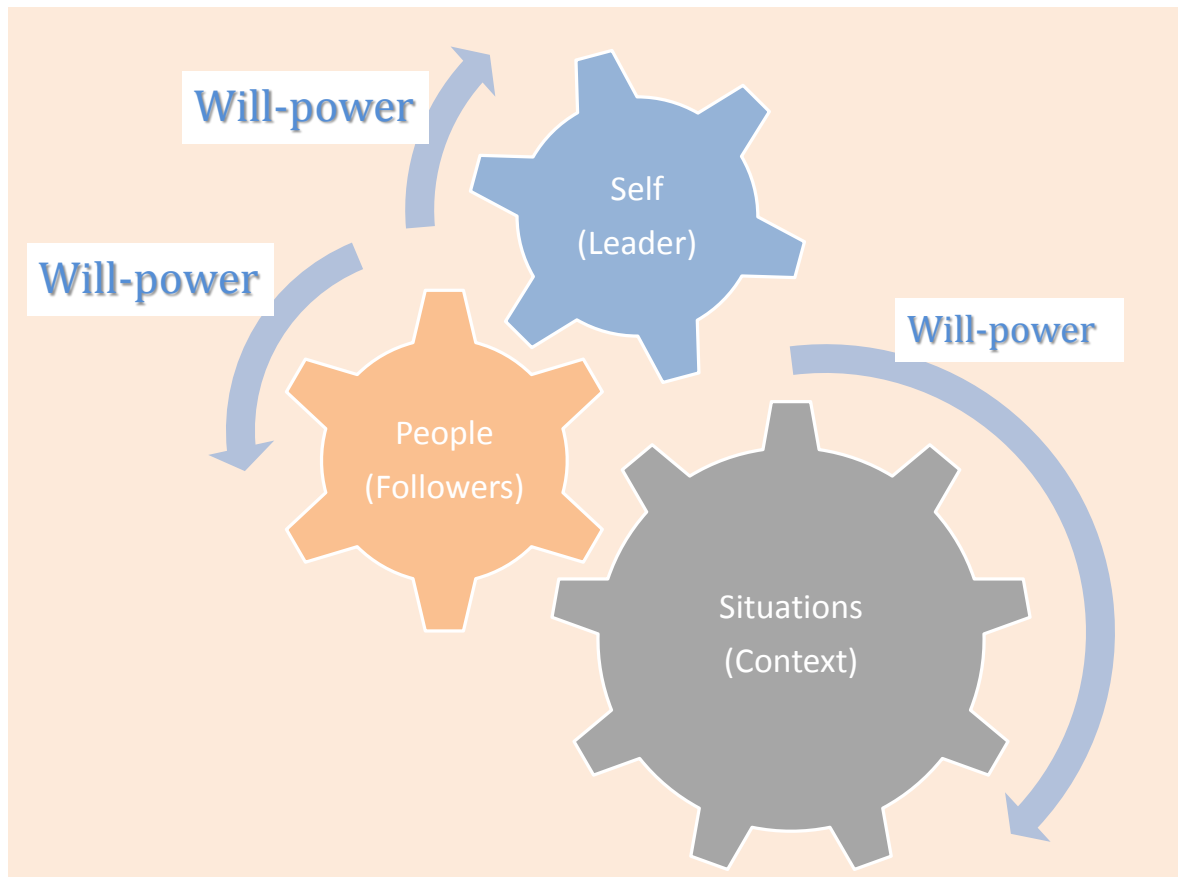 Will-power
Self
(Leader)
Will-power
Will-power
People
(Followers)
Situations
(Context)